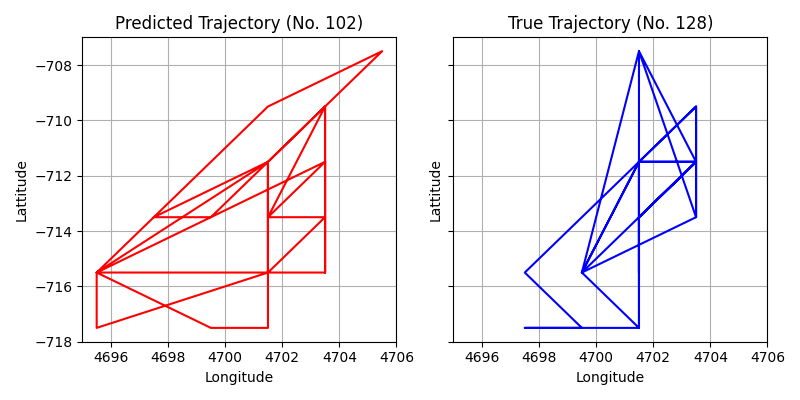 Predicted Trajectory (No. 102)
True Trajectory (No. 128)
Lattitude
−708
−710
−712
−714
−716
−718
4696 4698 4700 4702 4704 4706
Longitude
Lattitude
4696 4698 4700 4702 4704 4706
Longitude